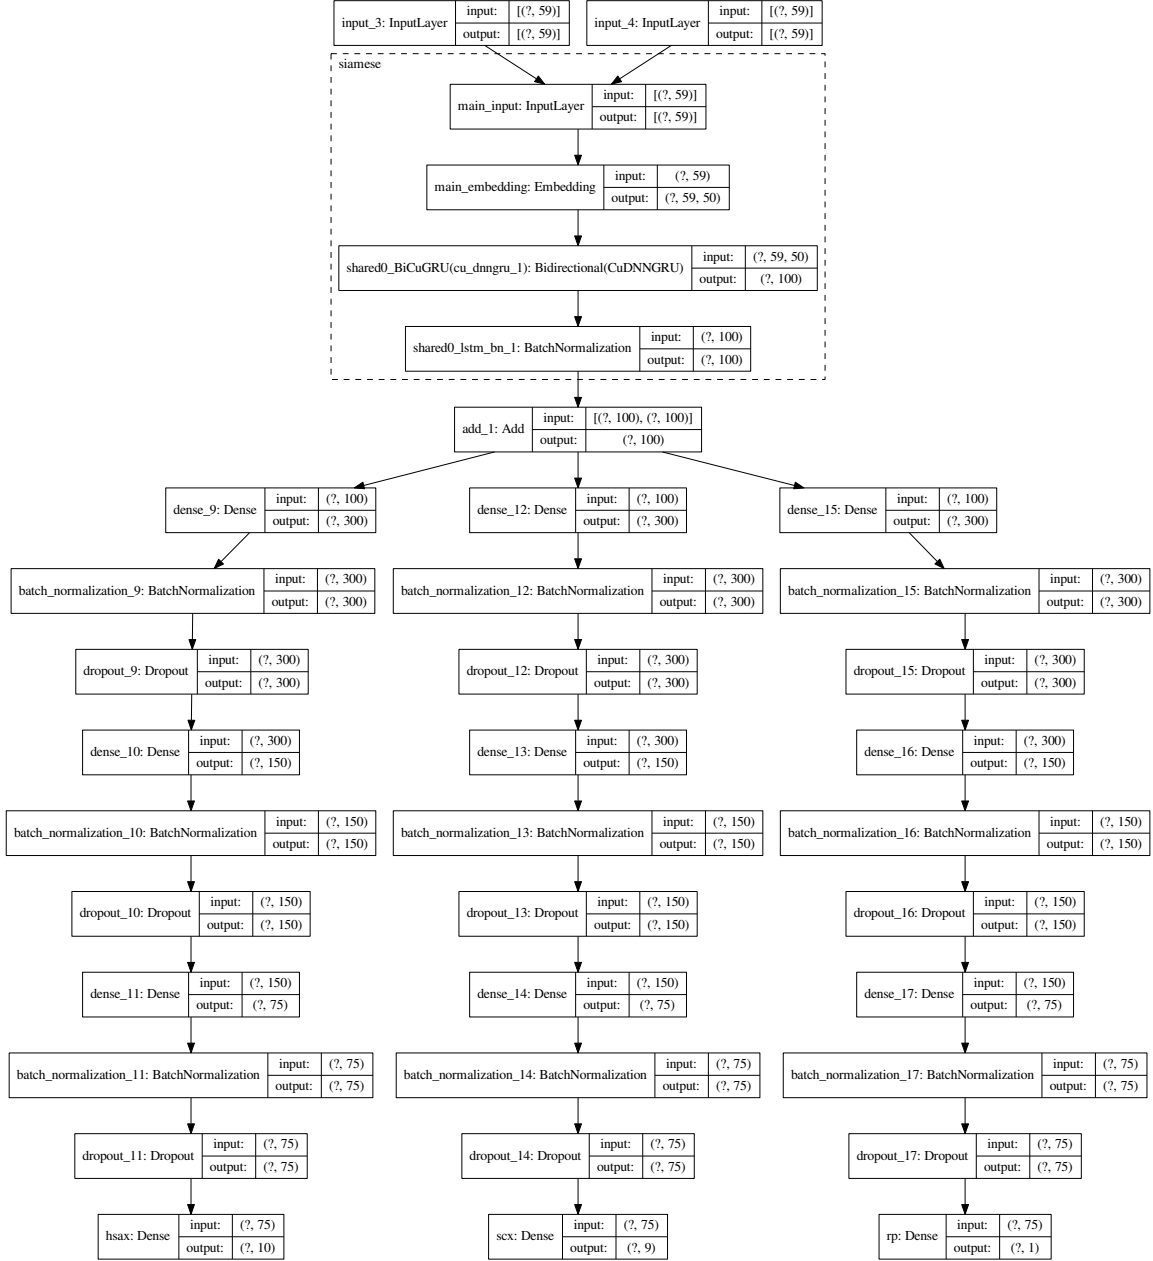 input_3: InputLayer input: [(?, 59)] output: [(?, 59)]
input_4: InputLayer input: [(?, 59)] output: [(?, 59)]
siamese
main_input: InputLayer input: [(?, 59)] output: [(?, 59)]
main_embedding: Embedding input: (?, 59) output: (?, 59, 50)
shared0_BiCuGRU(cu_dnngru_1): Bidirectional(CuDNNGRU) input: (?, 59, 50) output: (?, 100)
shared0_lstm_bn_1: BatchNormalization input: (?, 100) output: (?, 100)
add_1: Add input: [(?, 100), (?, 100)] output: (?, 100)
dense_9: Dense input: (?, 100) output: (?, 300)
dense_12: Dense input: (?, 100) output: (?, 300)
dense_15: Dense input: (?, 100) output: (?, 300)
batch_normalization_9: BatchNormalization input: (?, 300) output: (?, 300)
batch_normalization_12: BatchNormalization input: (?, 300) output: (?, 300)
batch_normalization_15: BatchNormalization input: (?, 300) output: (?, 300)
dropout_9: Dropout input: (?, 300) output: (?, 300)
dropout_12: Dropout input: (?, 300) output: (?, 300)
dropout_15: Dropout input: (?, 300) output: (?, 300)
dense_10: Dense input: (?, 300) output: (?, 150)
dense_13: Dense input: (?, 300) output: (?, 150)
dense_16: Dense input: (?, 300) output: (?, 150)
batch_normalization_10: BatchNormalization input: (?, 150) output: (?, 150)
batch_normalization_13: BatchNormalization input: (?, 150) output: (?, 150)
batch_normalization_16: BatchNormalization input: (?, 150) output: (?, 150)
dropout_10: Dropout input: (?, 150) output: (?, 150)
dropout_13: Dropout input: (?, 150) output: (?, 150)
dropout_16: Dropout input: (?, 150) output: (?, 150)
dense_11: Dense input: (?, 150) output: (?, 75)
dense_14: Dense input: (?, 150) output: (?, 75)
dense_17: Dense input: (?, 150) output: (?, 75)
batch_normalization_11: BatchNormalization input: (?, 75) output: (?, 75)
batch_normalization_14: BatchNormalization input: (?, 75) output: (?, 75)
batch_normalization_17: BatchNormalization input: (?, 75) output: (?, 75)
dropout_11: Dropout input: (?, 75) output: (?, 75)
dropout_14: Dropout input: (?, 75) output: (?, 75)
dropout_17: Dropout input: (?, 75) output: (?, 75)
hsax: Dense input: (?, 75) output: (?, 10)
scx: Dense input: (?, 75) output: (?, 9)
rp: Dense input: (?, 75) output: (?, 1)